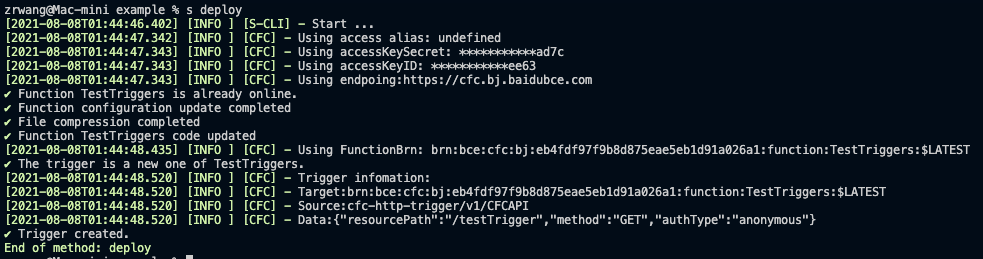 zrwang@Mac-mini example % s deploy
[2021-08-08T01:44:46.402] [INFO ] [S-CLI] - Start ...
[2021-08-08T01:44:47.342] [INFO ] [CFC] - Using access alias: undefined
[2021-08-08T01:44:47.343] [INFO ] [CFC] - Using accessKeySecret: ***********ad7c
[2021-08-08T01:44:47.343] [INFO ] [CFC] - Using accessKeyID: ***********ee63
[2021-08-08T01:44:47.343] [INFO ] [CFC] - Using endpoing:https://cfc.bj.baidubce.com
✔ Function TestTriggers is already online.
✔ Function configuration update completed
✔ File compression completed
✔ Function TestTriggers code updated
[2021-08-08T01:44:48.435] [INFO ] [CFC] - Using FunctionBrn: brn:bce:cfc:bj:eb4fdf97f9b8d875eae5eb1d91a026a1:function:TestTriggers:$LATEST
✔ The trigger is a new one of TestTriggers.
[2021-08-08T01:44:48.520] [INFO ] [CFC] - Trigger infomation:
[2021-08-08T01:44:48.520] [INFO ] [CFC] - Target:brn:bce:cfc:bj:eb4fdf97f9b8d875eae5eb1d91a026a1:function:TestTriggers:$LATEST
[2021-08-08T01:44:48.520] [INFO ] [CFC] - Source:cfc-http-trigger/v1/CFCAPI
[2021-08-08T01:44:48.520] [INFO ] [CFC] - Data:{"resourcePath":"/testTrigger","method":"GET","authType":"anonymous"}
✔ Trigger created.
End of method: deploy